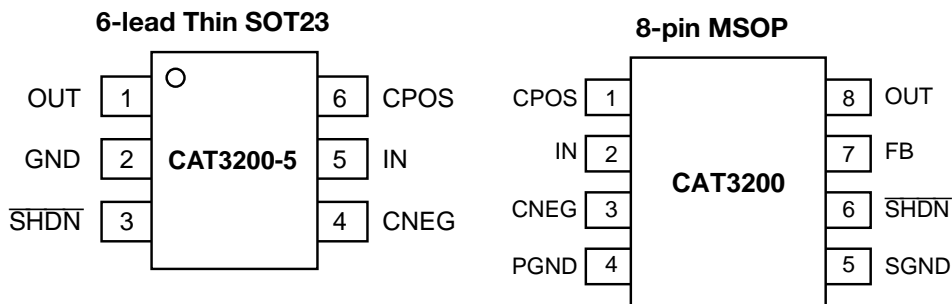 6-lead Thin SOT23
OUT 1 6 CPOS
GND 2 CAT3200-5 5 IN
SHDN 3 4 CNEG
8-pin MSOP
CPOS 1 8 OUT
IN 2 7 FB
CAT3200
CNEG 3 6 SHDN
PGND 4 5 SGND